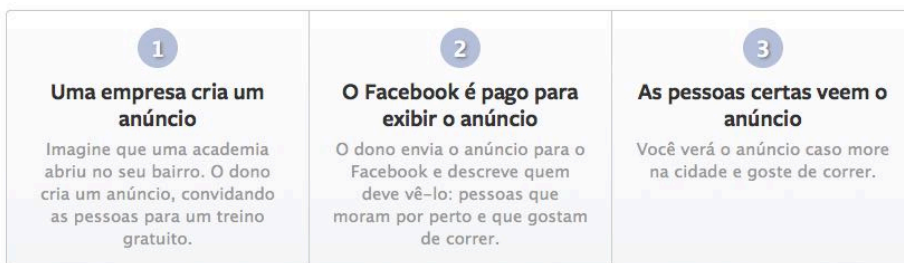 1
Uma empresa cria um
anúncio
Imagine que uma academia
abriu no seu bairro. O dono
cria um anúncio, convidando
as pessoas para um treino
gratuito.
2
O Facebook é pago para
exibir o anúncio
O dono envia o anúncio para o
Facebook e descreve quem
deve vê-lo: pessoas que
moram por perto e que gostam
de correr.
3
As pessoas certas veem o
anúncio
Você verá o anúncio caso more
na cidade e goste de correr.